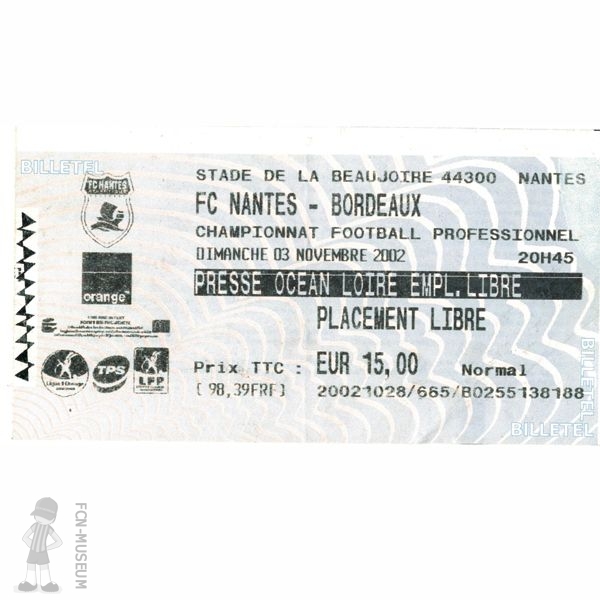 BILLETEL
STADE DE LA BEAUJOIRE 44300 NANTES
FC NANTES
FC NANTES - BORDEAUX
CHAMPIONNAT FOOTBALL PROFESSIONNEL
DIMANCHE 03 NOVEMBRE 2002 20H45
orange
PRESSE OCEAN LOIRE EMPL.LIBRE
PLACEMENT LIBRE
TPS
LFP
Prix TTC : EUR 15,00 Normal
[ 98,39FRF] : 20021028/665/B0255138188
BILLETEL
BILLETEL
FCN-MUSEUM